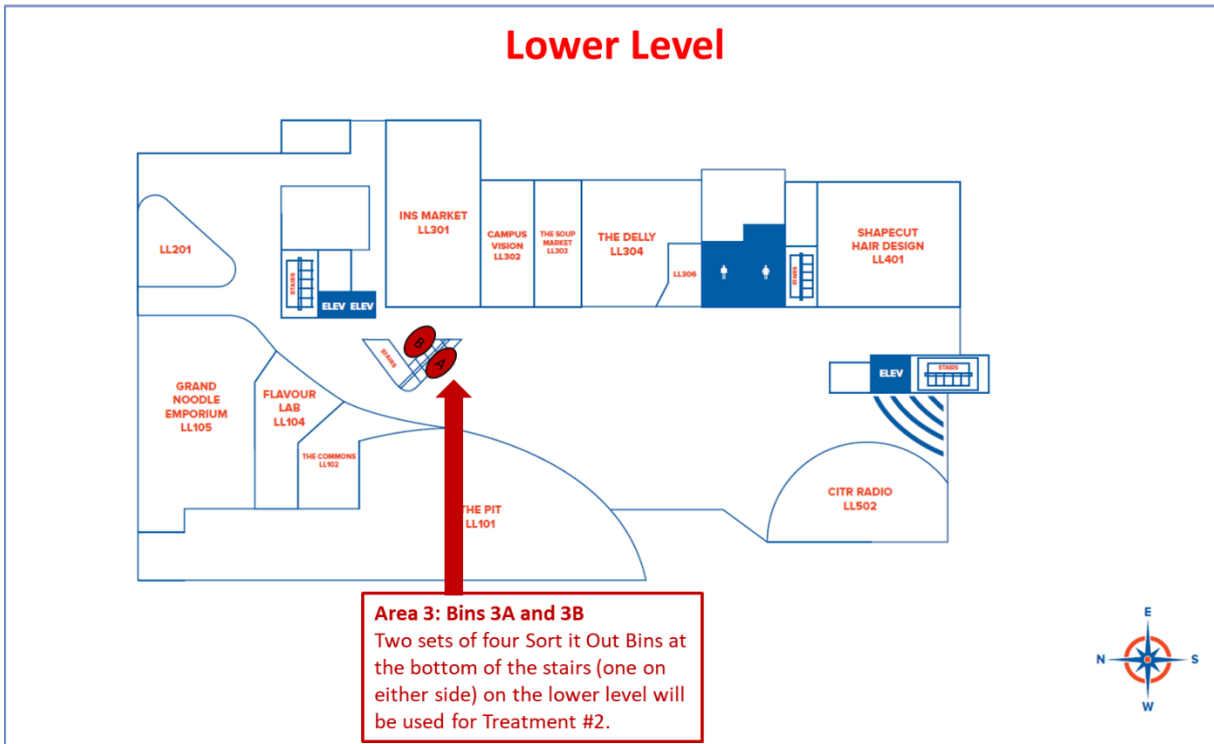 Lower Level
INS MARKET
LL301
CAMPUS
VISION
LL302
THE SOUP
MARKET
LL303
THE DELLY
LL304
LL306
SHAPECUT
HAIR DESIGN
LL401
LL201
STAIRS
ELEV ELEV
STAIRS
STAIRS
B
A
ELEV
STAIRS
GRAND
NOODLE
EMPORIUM
LL105
FLAVOUR
LAB
LL104
THE COMMONS
LL102
THE PIT
LL101
CITR RADIO
LL502
Area 3: Bins 3A and 3B
Two sets of four Sort it Out Bins at
the bottom of the stairs (one on
either side) on the lower level will
be used for Treatment #2.
E
N
S
W